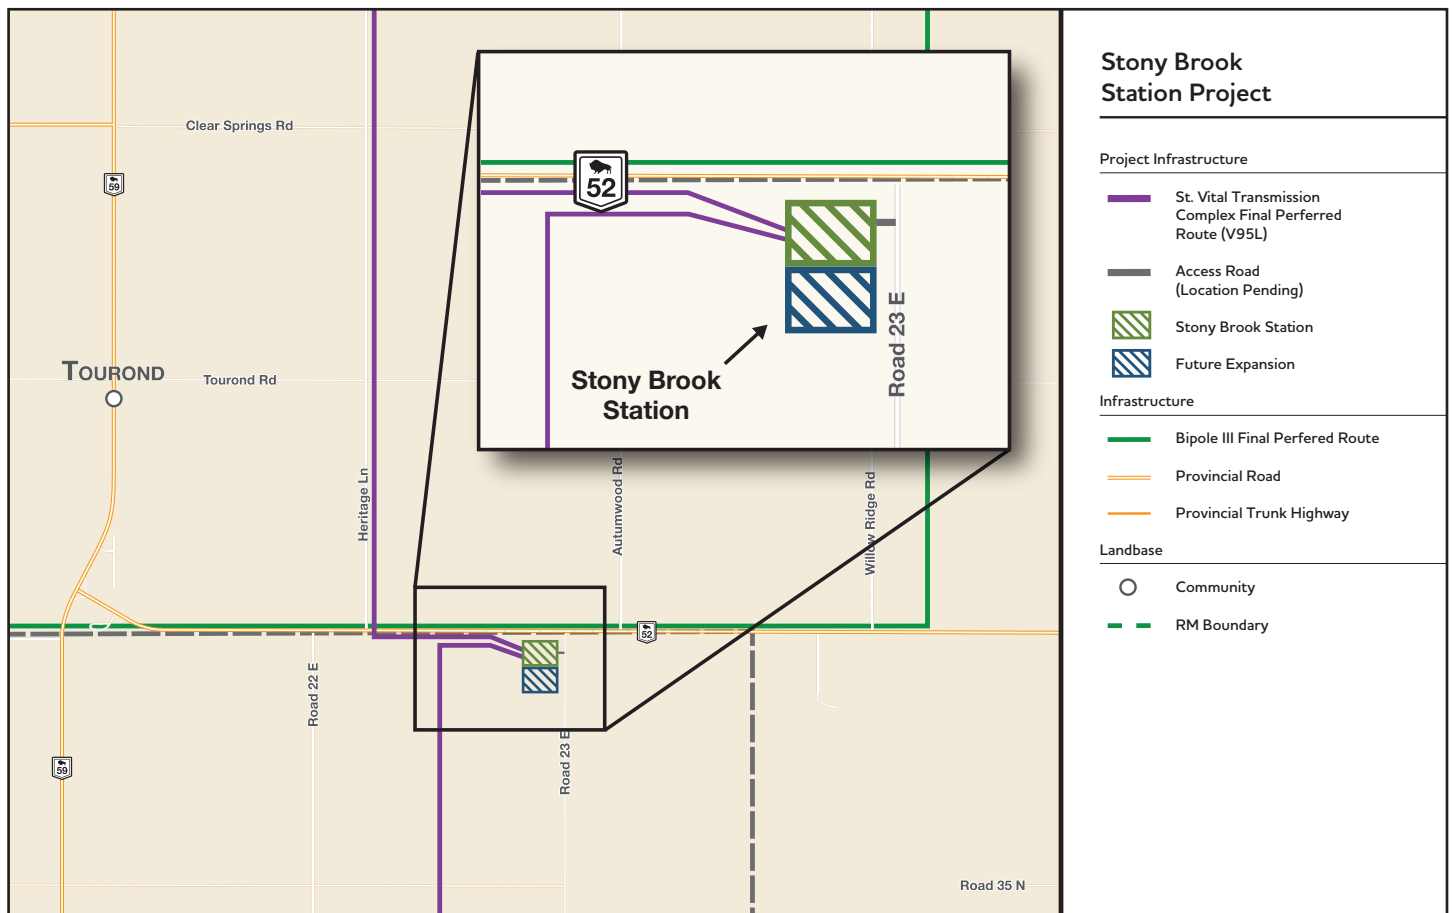 Clear Springs Rd
59
TOUROND
Tourond Rd
Heritage Ln
Autumwood Rd
Willow Ridge Rd
52
Road 23 E
Stony Brook
Station
52
Road 22 E
Road 23 E
59
Road 35 N
Stony Brook
Station Project
Project Infrastructure
St. Vital Transmission
Complex Final Perferred
Route (V95L)
Access Road
(Location Pending)
Stony Brook Station
Future Expansion
Infrastructure
Bipole III Final Perfered Route
Provincial Road
Provincial Trunk Highway
Landbase
Community
RM Boundary